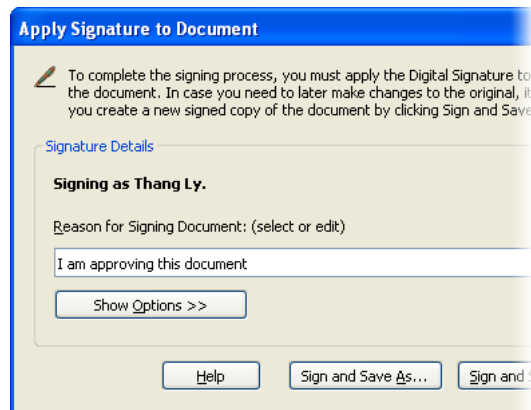 Apply Signature to Document
To complete the signing process, you must apply the Digital Signature to
the document. In case you need to later make changes to the original,
you create a new signed copy of the document by clicking Sign and Save
Signature Details
Signing as Thang Ly.
Reason for Signing Document: (select or edit)
I am approving this document
Show Options >>
Help
Sign and Save As...
Sign and